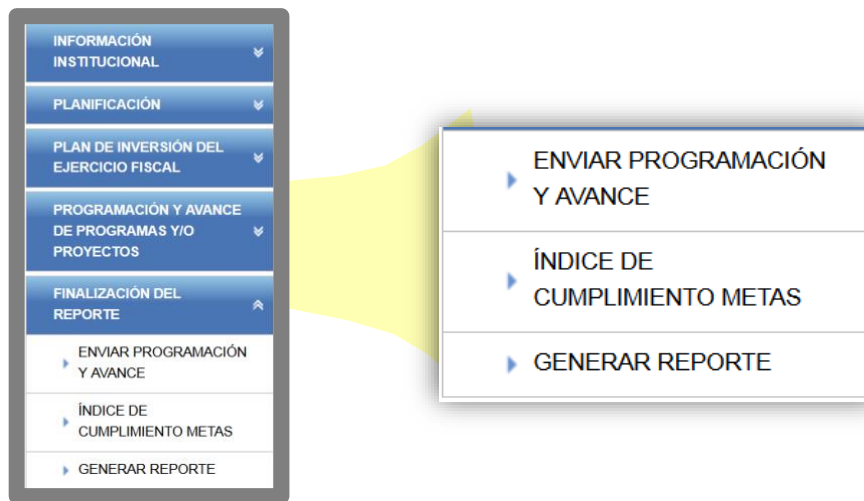 INFORMACIÓN
INSTITUCIONAL
PLANIFICACIÓN
PLAN DE INVERSIÓN DEL
EJERCICIO FISCAL
PROGRAMACIÓN Y AVANCE
DE PROGRAMAS Y/O
PROYECTOS
FINALIZACIÓN DEL
REPORTE
ENVIAR PROGRAMACIÓN
Y AVANCE
ÍNDICE DE
CUMPLIMIENTO METAS
GENERAR REPORTE
ENVIAR PROGRAMACIÓN
Y AVANCE
ÍNDICE DE
CUMPLIMIENTO METAS
GENERAR REPORTE